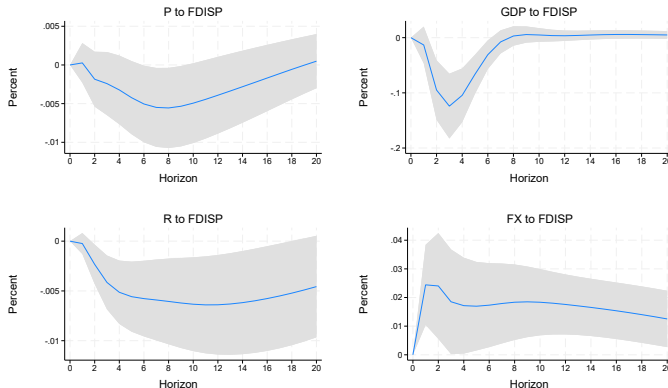 P to FDISP
.005
0
-.005
-.01
Percent
0 2 4 6 8 10 12 14 16 18 20
Horizon
GDP to FDISP
0
-.1
-.2
Percent
0 2 4 6 8 10 12 14 16 18 20
Horizon
R to FDISP
0
-.005
-.01
Percent
0 2 4 6 8 10 12 14 16 18 20
Horizon
FX to FDISP
.04
.03
.02
.01
0
Percent
0 2 4 6 8 10 12 14 16 18 20
Horizon